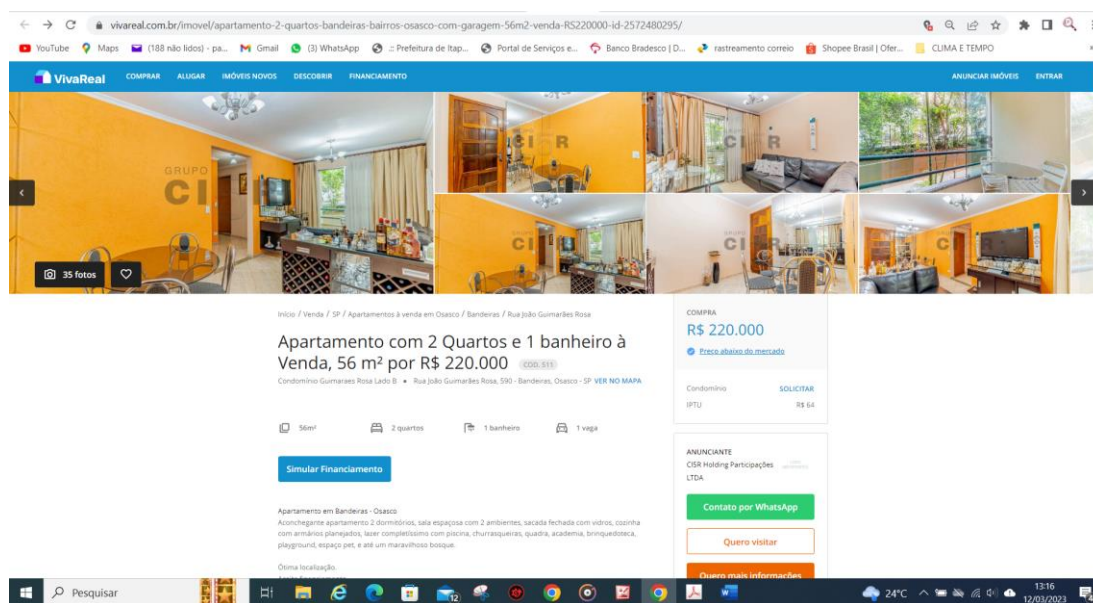 vivareal.com.br/imovel/apartamento-2-quartos-bandeiras-bairros-osasco-com-garagem-56m2-venda-RS220000-id-2572480295/
YouTube Maps (188 não lidos) - pa... Gmail (3) WhatsApp .:: Prefeitura de Itap... Portal de Serviços e... Banco Bradesco | D... rastreamento correio Shopee Brasil | Ofer... CLIMA E TEMPO
VivaReal COMPRAR ALUGAR IMÓVEIS NOVOS DESCOBRIR FINANCIAMENTO ANUNCIAR IMÓVEIS ENTRAR
GRUPO
CI
35 fotos
Início / Venda / SP / Apartamentos à venda em Osasco / Bandeiras / Rua João Guimarães Rosa
Apartamento com 2 Quartos e 1 banheiro à
Venda, 56 m² por R$ 220.000 COD. 511
Condomínio Guimaraes Rosa Lado B • Rua João Guimarães Rosa, 590 - Bandeiras, Osasco - SP VER NO MAPA
56m² 2 quartos 1 banheiro 1 vaga
Simular Financiamento
Apartamento em Bandeiras - Osasco
Aconchegante apartamento 2 dormitórios, sala espaçosa com 2 ambientes, sacada fechada com vidros, cozinha
com armários planejados, lazer completíssimo com piscina, churrasqueiras, quadra, academia, brinquedoteca,
playground, espaço pet, e até um maravilhoso bosque.
Ótima localização.
COMPRA
R$ 220.000
Preço abaixo do mercado
Condomínio SOLICITAR
IPTU R$ 64
ANUNCIANTE
CISR Holding Participações
LTDA
Contato por WhatsApp
Quero visitar
Quero mais informações
Pesquisar
12
24°C
13:16
12/03/2023